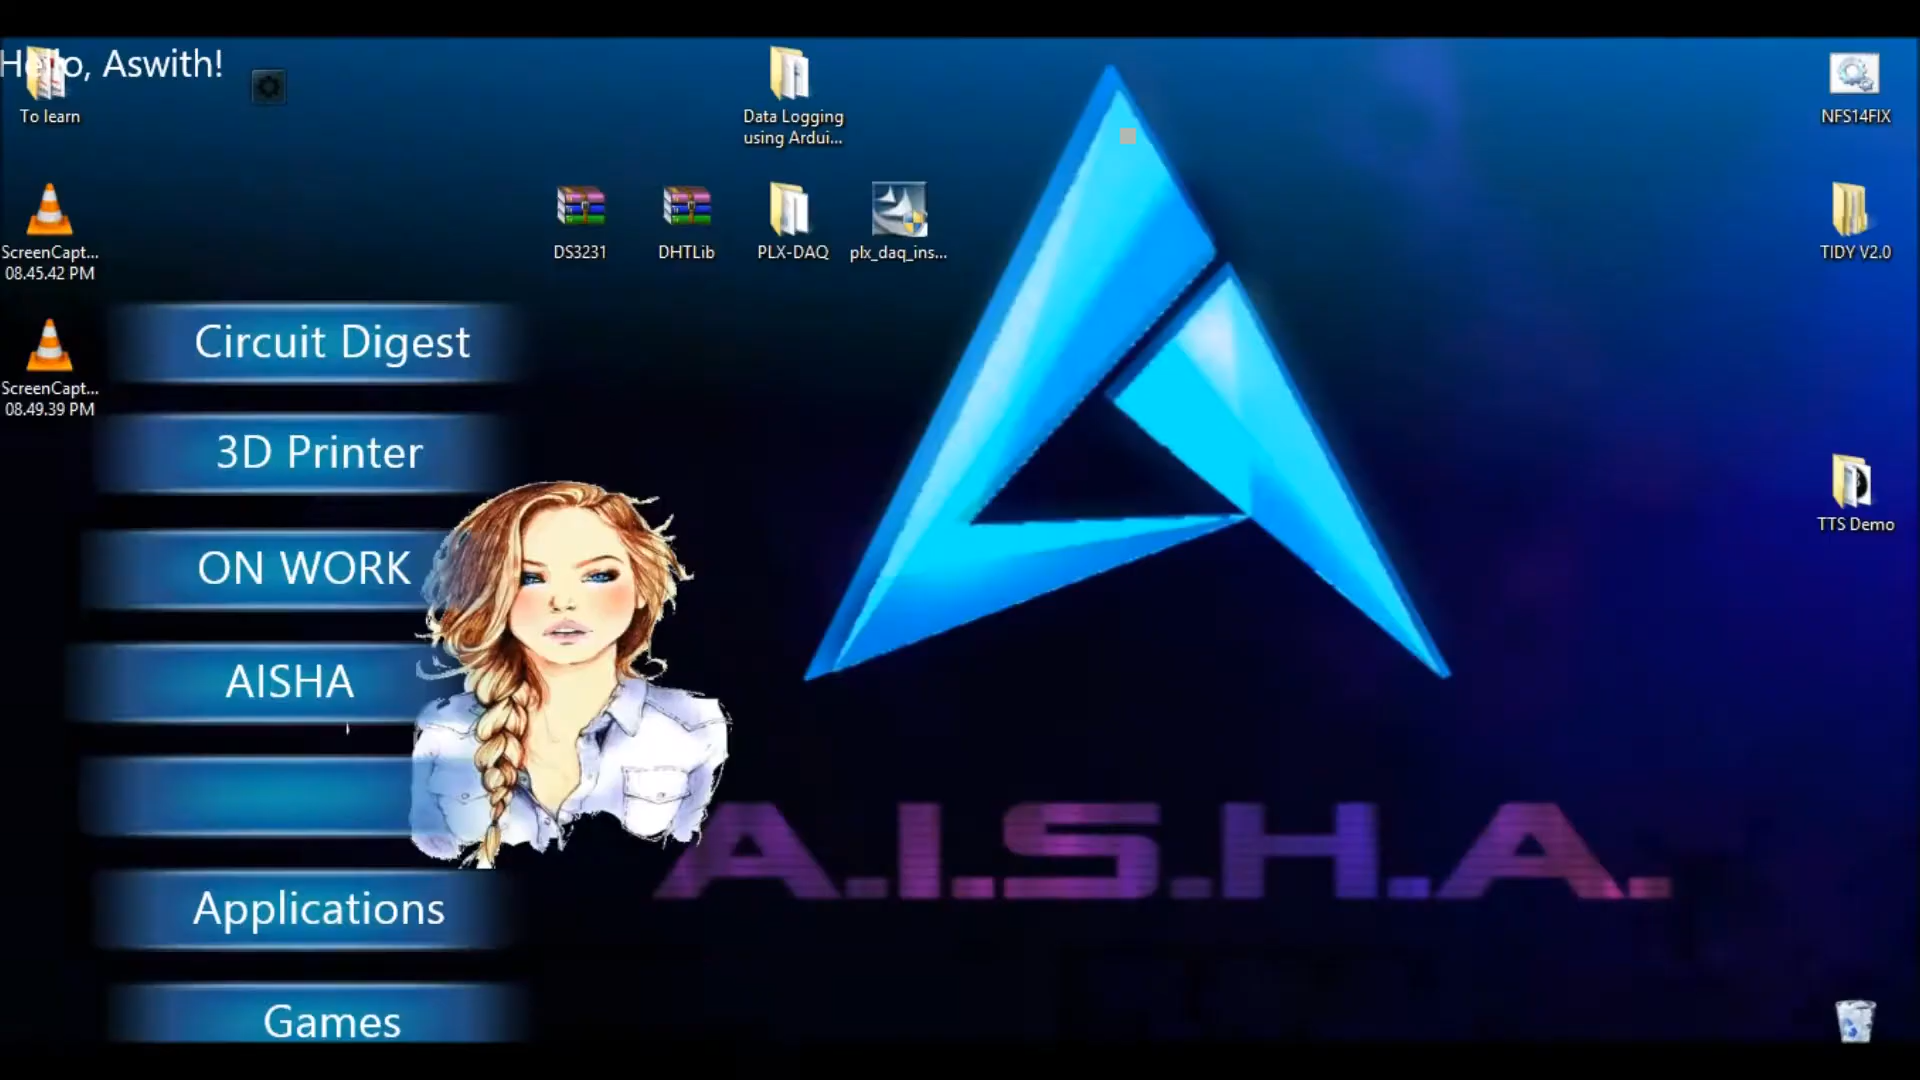 Hello, Aswith!
To learn
Data Logging
using Ardui...
NFS14FIX
ScreenCapt...
08.45.42 PM
DS3231
DHTLib
PLX-DAQ
plx_daq_ins...
TIDY V2.0
Circuit Digest
ScreenCapt...
08.49.39 PM
3D Printer
TTS Demo
ON WORK
AISHA
A.I.S.H.A.
Applications
Games